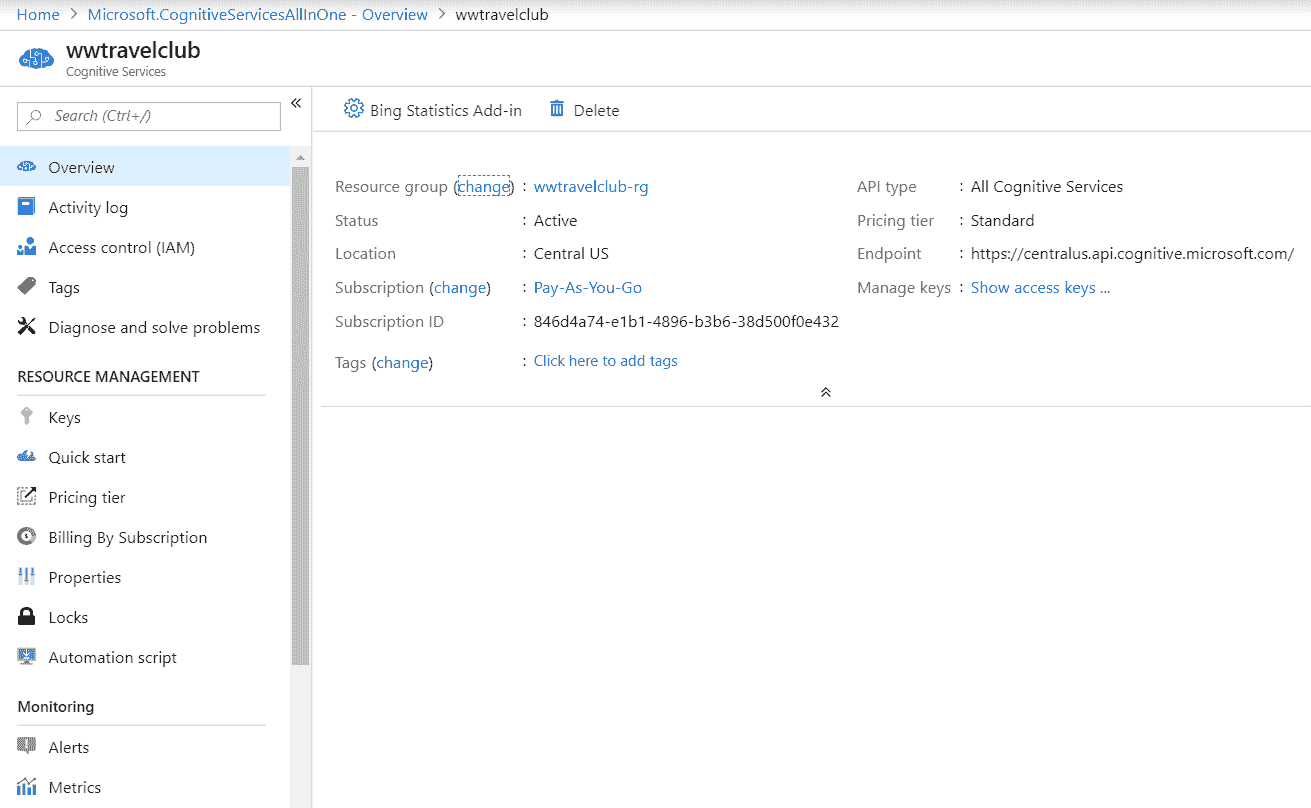 Home > Microsoft.CognitiveServicesAllInOne - Overview > wwtravelclub
wwtravelclub
Cognitive Services
Search (Ctrl+/)
Overview
Activity log
Access control (IAM)
Tags
Diagnose and solve problems
RESOURCE MANAGEMENT
Keys
Quick start
Pricing tier
Billing By Subscription
Properties
Locks
Automation script
Monitoring
Alerts
Metrics
Bing Statistics Add-in
Delete
Resource group (change) : wwtravelclub-rg
Status : Active
Location : Central US
Subscription (change) : Pay-As-You-Go
Subscription ID : 846d4a74-e1b1-4896-b3b6-38d500f0e432
Tags (change) : Click here to add tags
API type : All Cognitive Services
Pricing tier : Standard
Endpoint : https://centralus.api.cognitive.microsoft.com/
Manage keys : Show access keys ...